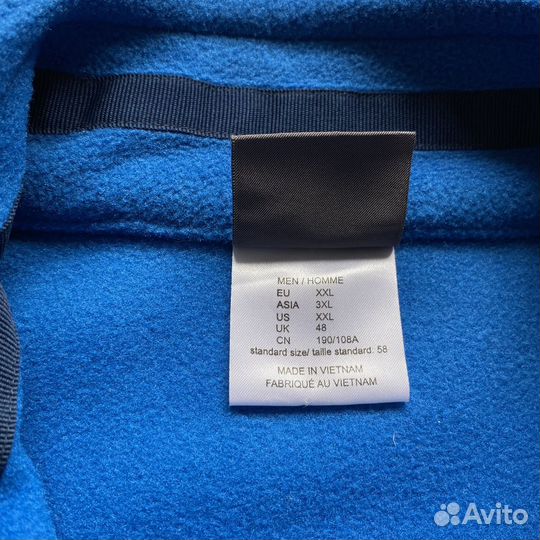 MEN / HOMME
EU XXL
ASIA 3XL
US XXL
UK 48
CN 190/108A
standard size/ taille standard: 58
MADE IN VIETNAM
FABRIQUÉ AU VIETNAM
Avito